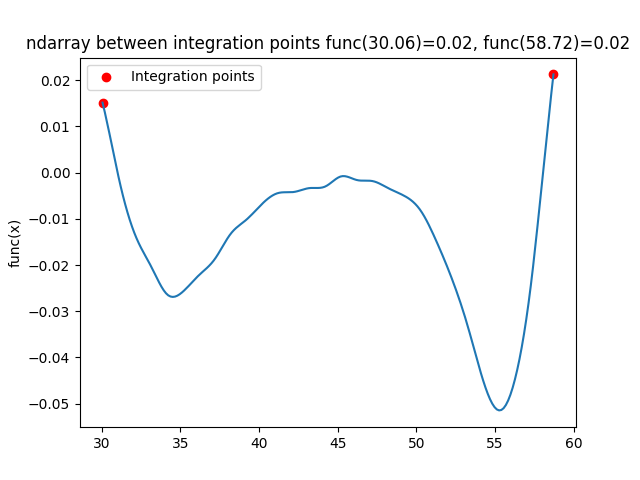 ndarray between integration points func(30.06)=0.02, func(58.72)=0.02
Integration points
func(x)
0.02
0.01
0.00
−0.01
−0.02
−0.03
−0.04
−0.05
30 35 40 45 50 55 60